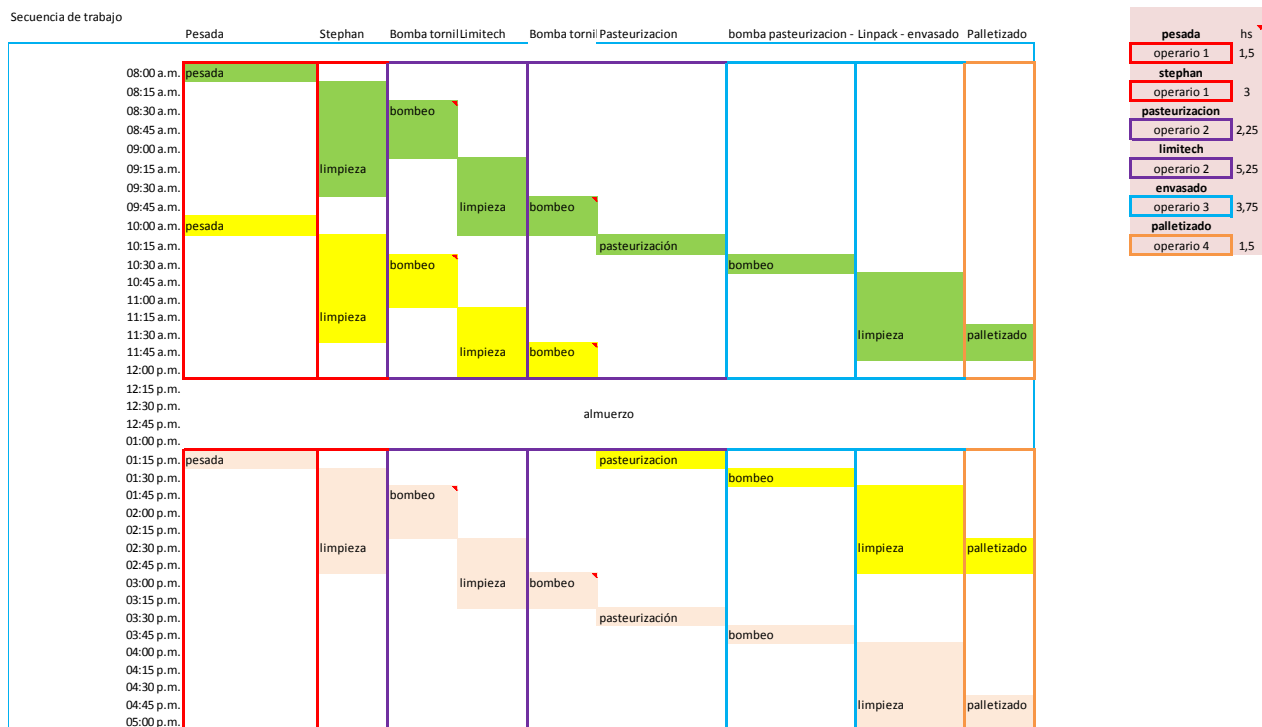 Secuencia de trabajo
Pesada Stephan Bomba tornil Limitech Bomba tornil Pasteurizacion bomba pasteurizacion - Linpack - envasado Palletizado
08:00 a.m. pesada
08:15 a.m.
08:30 a.m. bombeo
08:45 a.m.
09:00 a.m.
09:15 a.m. limpieza
09:30 a.m.
09:45 a.m. limpieza bombeo
10:00 a.m. pesada
10:15 a.m. pasteurización
10:30 a.m. bombeo bombeo
10:45 a.m.
11:00 a.m.
11:15 a.m. limpieza
11:30 a.m. limpieza palletizado
11:45 a.m. limpieza bombeo
12:00 p.m.
12:15 p.m.
12:30 p.m.
almuerzo
12:45 p.m.
01:00 p.m.
01:15 p.m. pesada pasteurizacion
01:30 p.m. bombeo
01:45 p.m. bombeo
02:00 p.m.
02:15 p.m.
02:30 p.m. limpieza limpieza palletizado
02:45 p.m.
03:00 p.m. limpieza bombeo
03:15 p.m.
03:30 p.m. pasteurización
03:45 p.m. bombeo
04:00 p.m.
04:15 p.m.
04:30 p.m.
04:45 p.m. limpieza palletizado
05:00 p.m.
pesada hs
operario 1 1,5
stephan
operario 1 3
pasteurizacion
operario 2 2,25
limitech
operario 2 5,25
envasado
operario 3 3,75
palletizado
operario 4 1,5